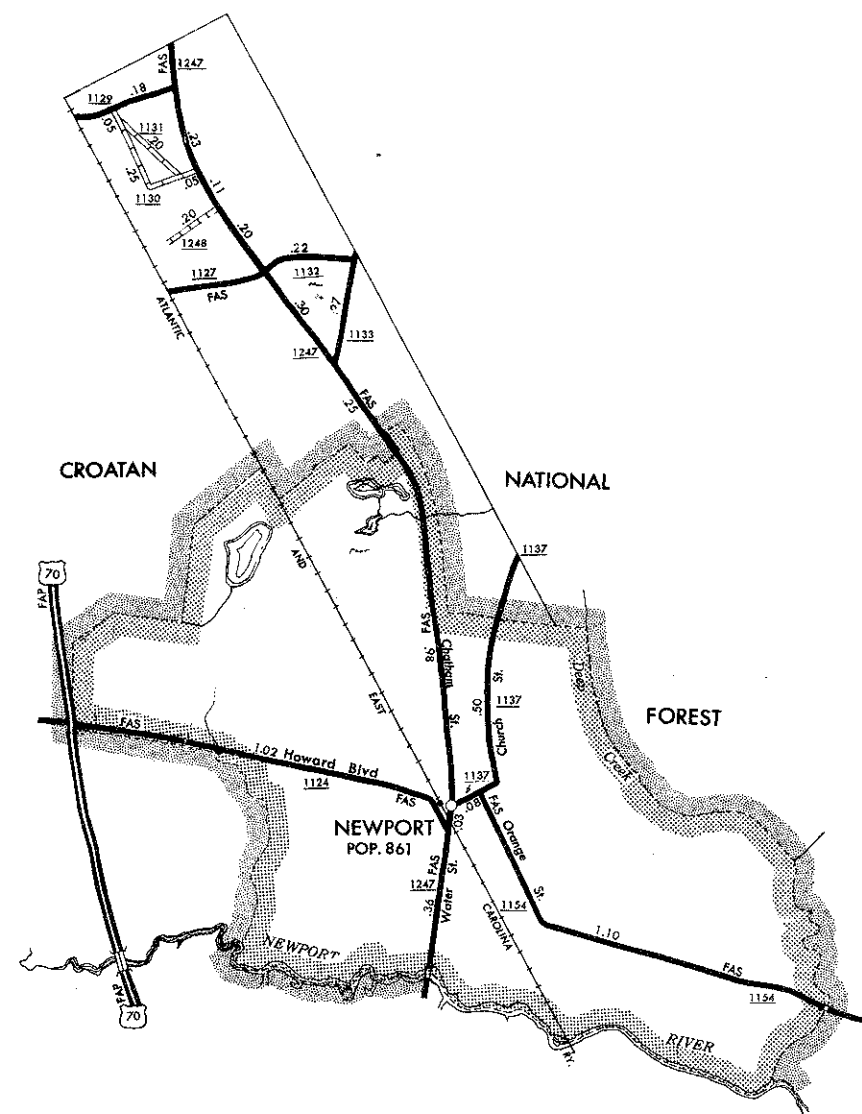 FAS
1247
1129
.18
.05
1131
.20
.23
.25
.05
.11
1130
.20
.20
1248
.22
1127
1132
FAS
.27
.30
ATLANTIC
1133
1247
FAS
.25
CROATAN
NATIONAL
AND
1137
70
FAP
FAS
Chatham
.86
St.
Deep
EAST
St.
1137
.50
Church
FOREST
FAS
1.02 Howard Blvd
1124
Creek
1137
FAS
.08
FAS
Orange
St.
.03
NEWPORT
POP. 861
FAS
St.
1247
Water
.36
1154
CAROLINA
1.10
NEWPORT
FAS
1154
FAP
70
RIVER
RY.